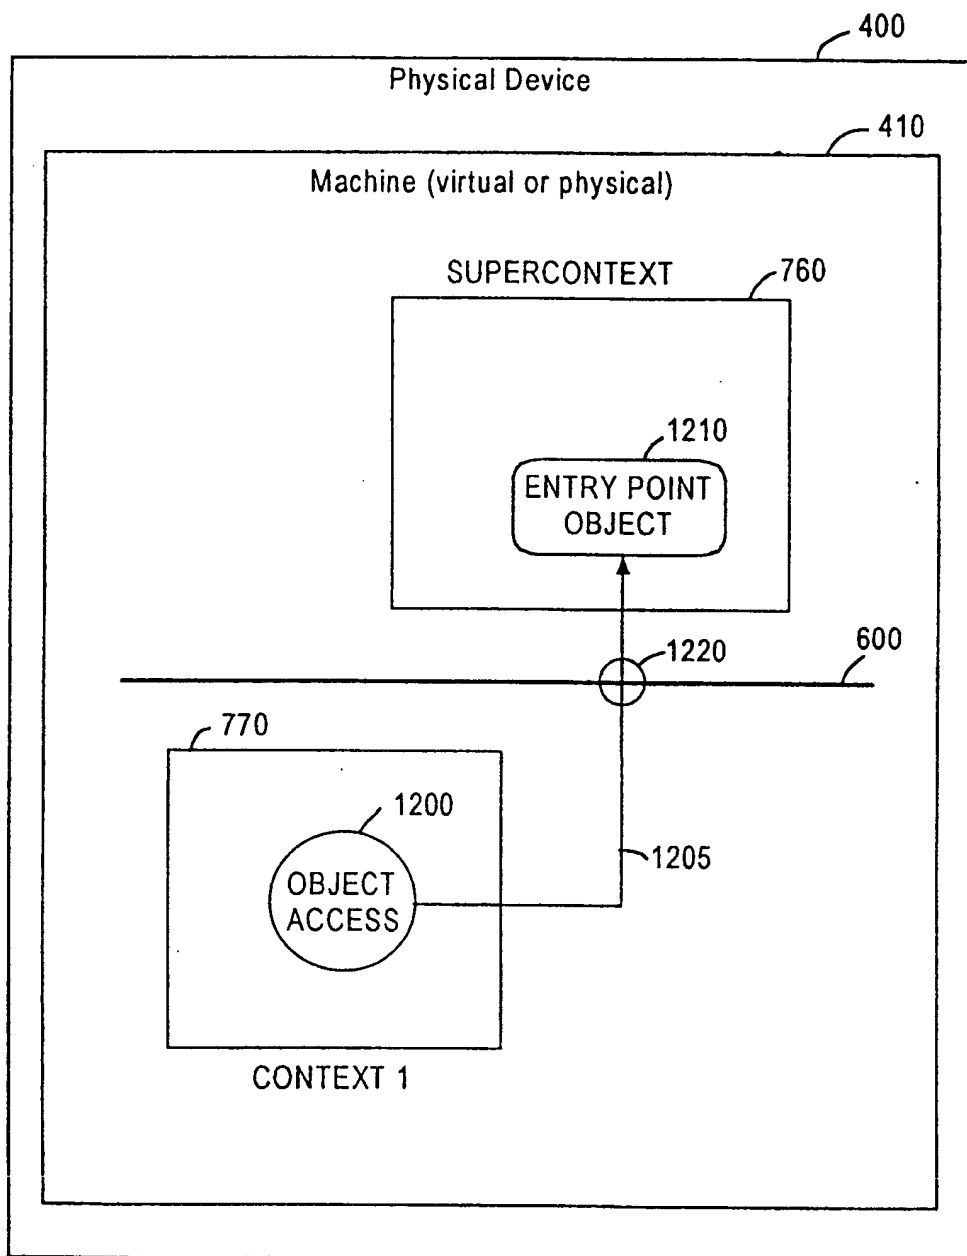 400
Physical Device
410
Machine (virtual or physical)
SUPERCONTEXT
760
1210
ENTRY POINT
OBJECT
1220
600
770
1200
OBJECT
ACCESS
1205
CONTEXT 1